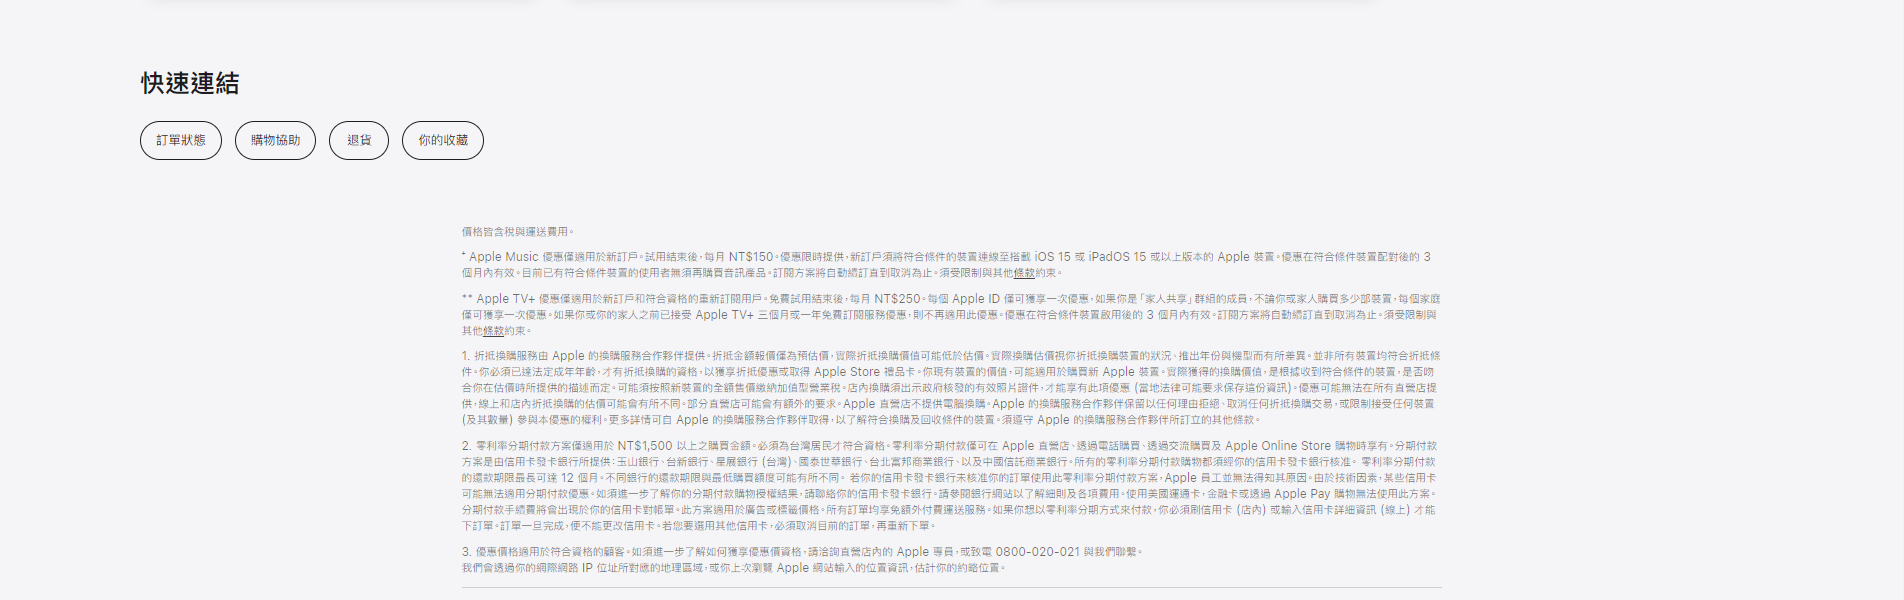 快速連結
訂單狀態
購物協助
退貨
你的收藏
價格皆含稅與運送費用。
⁺ Apple Music 優惠僅適用於新訂戶。試用結束後，每月 NT$150。優惠限時提供，新訂戶須將符合條件的裝置連線至搭載 iOS 15 或 iPadOS 15 或以上版本的 Apple 裝置。優惠在符合條件裝置配對後的 3
個月內有效。目前已有符合條件裝置的使用者無須再購買音訊產品。訂閱方案將自動續訂直到取消為止。須受限制與其他條款約束。
** Apple TV+ 優惠僅適用於新訂戶和符合資格的重新訂閱用戶。免費試用結束後，每月 NT$250。每個 Apple ID 僅可獲享一次優惠，如果你是「家人共享」群組的成員，不論你或家人購買多少部裝置，每個家庭
僅可獲享一次優惠。如果你或你的家人之前已接受 Apple TV+ 三個月或一年免費訂閱服務優惠，則不再適用此優惠。優惠在符合條件裝置啟用後的 3 個月內有效。訂閱方案將自動續訂直到取消為止。須受限制與
其他條款約束。
1. 折抵換購服務由 Apple 的換購服務合作夥伴提供。折抵金額報價僅為預估價，實際折抵換購價值可能低於估價。實際換購估價視你折抵換購裝置的狀況、推出年份與機型而有所差異。並非所有裝置均符合折抵條
件。你必須已達法定成年年齡，才有折抵換購的資格，以獲享折抵優惠或取得 Apple Store 禮品卡。你現有裝置的價值，可能適用於購買新 Apple 裝置。實際獲得的換購價值，是根據收到符合條件的裝置，是否吻
合你在估價時所提供的描述而定。可能須按照新裝置的全額售價繳納加值型營業稅。店內換購須出示政府核發的有效照片證件，才能享有此項優惠 (當地法律可能要求保存這份資訊)。優惠可能無法在所有直營店提
供，線上和店內折抵換購的估價可能會有所不同。部分直營店可能會有額外的要求。Apple 直營店不提供電腦換購。Apple 的換購服務合作夥伴保留以任何理由拒絕、取消任何折抵換購交易，或限制接受任何裝置
(及其數量) 參與本優惠的權利。更多詳情可自 Apple 的換購服務合作夥伴取得，以了解符合換購及回收條件的裝置。須遵守 Apple 的換購服務合作夥伴所訂立的其他條款。
2. 零利率分期付款方案僅適用於 NT$1,500 以上之購買金額。必須為台灣居民才符合資格。零利率分期付款僅可在 Apple 直營店、透過電話購買、透過交流購買及 Apple Online Store 購物時享有。分期付款
方案是由信用卡發卡銀行所提供：玉山銀行、台新銀行、星展銀行 (台灣)、國泰世華銀行、台北富邦商業銀行、以及中國信託商業銀行。所有的零利率分期付款購物都須經你的信用卡發卡銀行核准。 零利率分期付款
的還款期限最長可達 12 個月。不同銀行的還款期限與最低購買額度可能有所不同。 若你的信用卡發卡銀行未核准你的訂單使用此零利率分期付款方案，Apple 員工並無法得知其原因。由於技術因素，某些信用卡
可能無法適用分期付款優惠。如須進一步了解你的分期付款購物授權結果，請聯絡你的信用卡發卡銀行。請參閱銀行網站以了解細則及各項費用。使用美國運通卡，金融卡或透過 Apple Pay 購物無法使用此方案。
分期付款手續費將會出現於你的信用卡對帳單。此方案適用於廣告或標籤價格。所有訂單均享免額外付費運送服務。如果你想以零利率分期方式來付款，你必須刷信用卡 (店內) 或輸入信用卡詳細資訊 (線上) 才能
下訂單。訂單一旦完成，便不能更改信用卡。若您要選用其他信用卡，必須取消目前的訂單，再重新下單。
3. 優惠價格適用於符合資格的顧客。如須進一步了解如何獲享優惠價資格，請洽詢直營店內的 Apple 專員，或致電 0800-020-021 與我們聯繫。
我們會透過你的網際網路 IP 位址所對應的地理區域，或你上次瀏覽 Apple 網站輸入的位置資訊，估計你的約略位置。